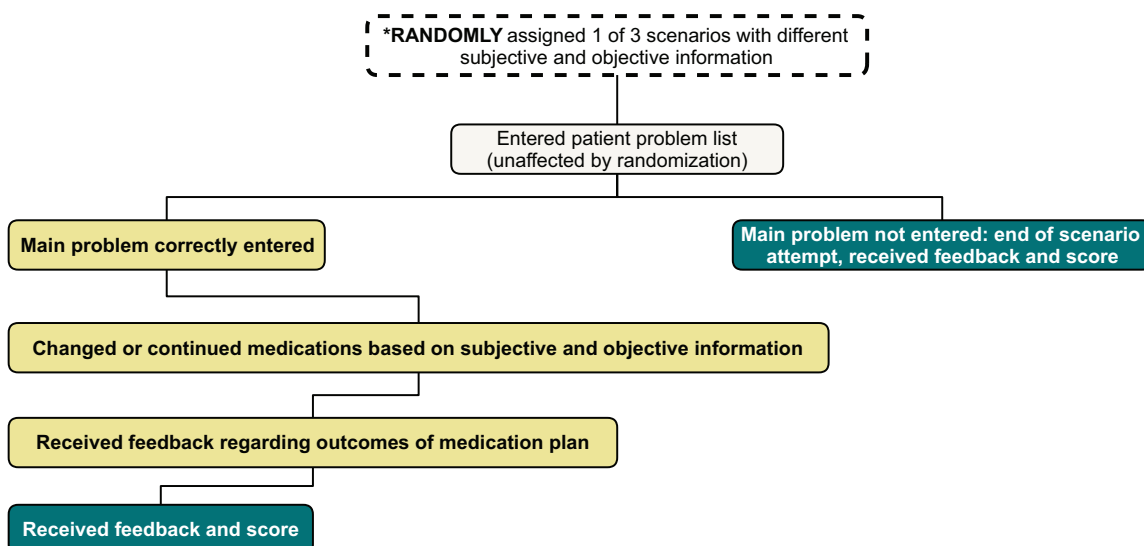 *RANDOMLY assigned 1 of 3 scenarios with different
subjective and objective information
Entered patient problem list
(unaffected by randomization)
Main problem correctly entered
Main problem not entered: end of scenario
attempt, received feedback and score
Changed or continued medications based on subjective and objective information
Received feedback regarding outcomes of medication plan
Received feedback and score